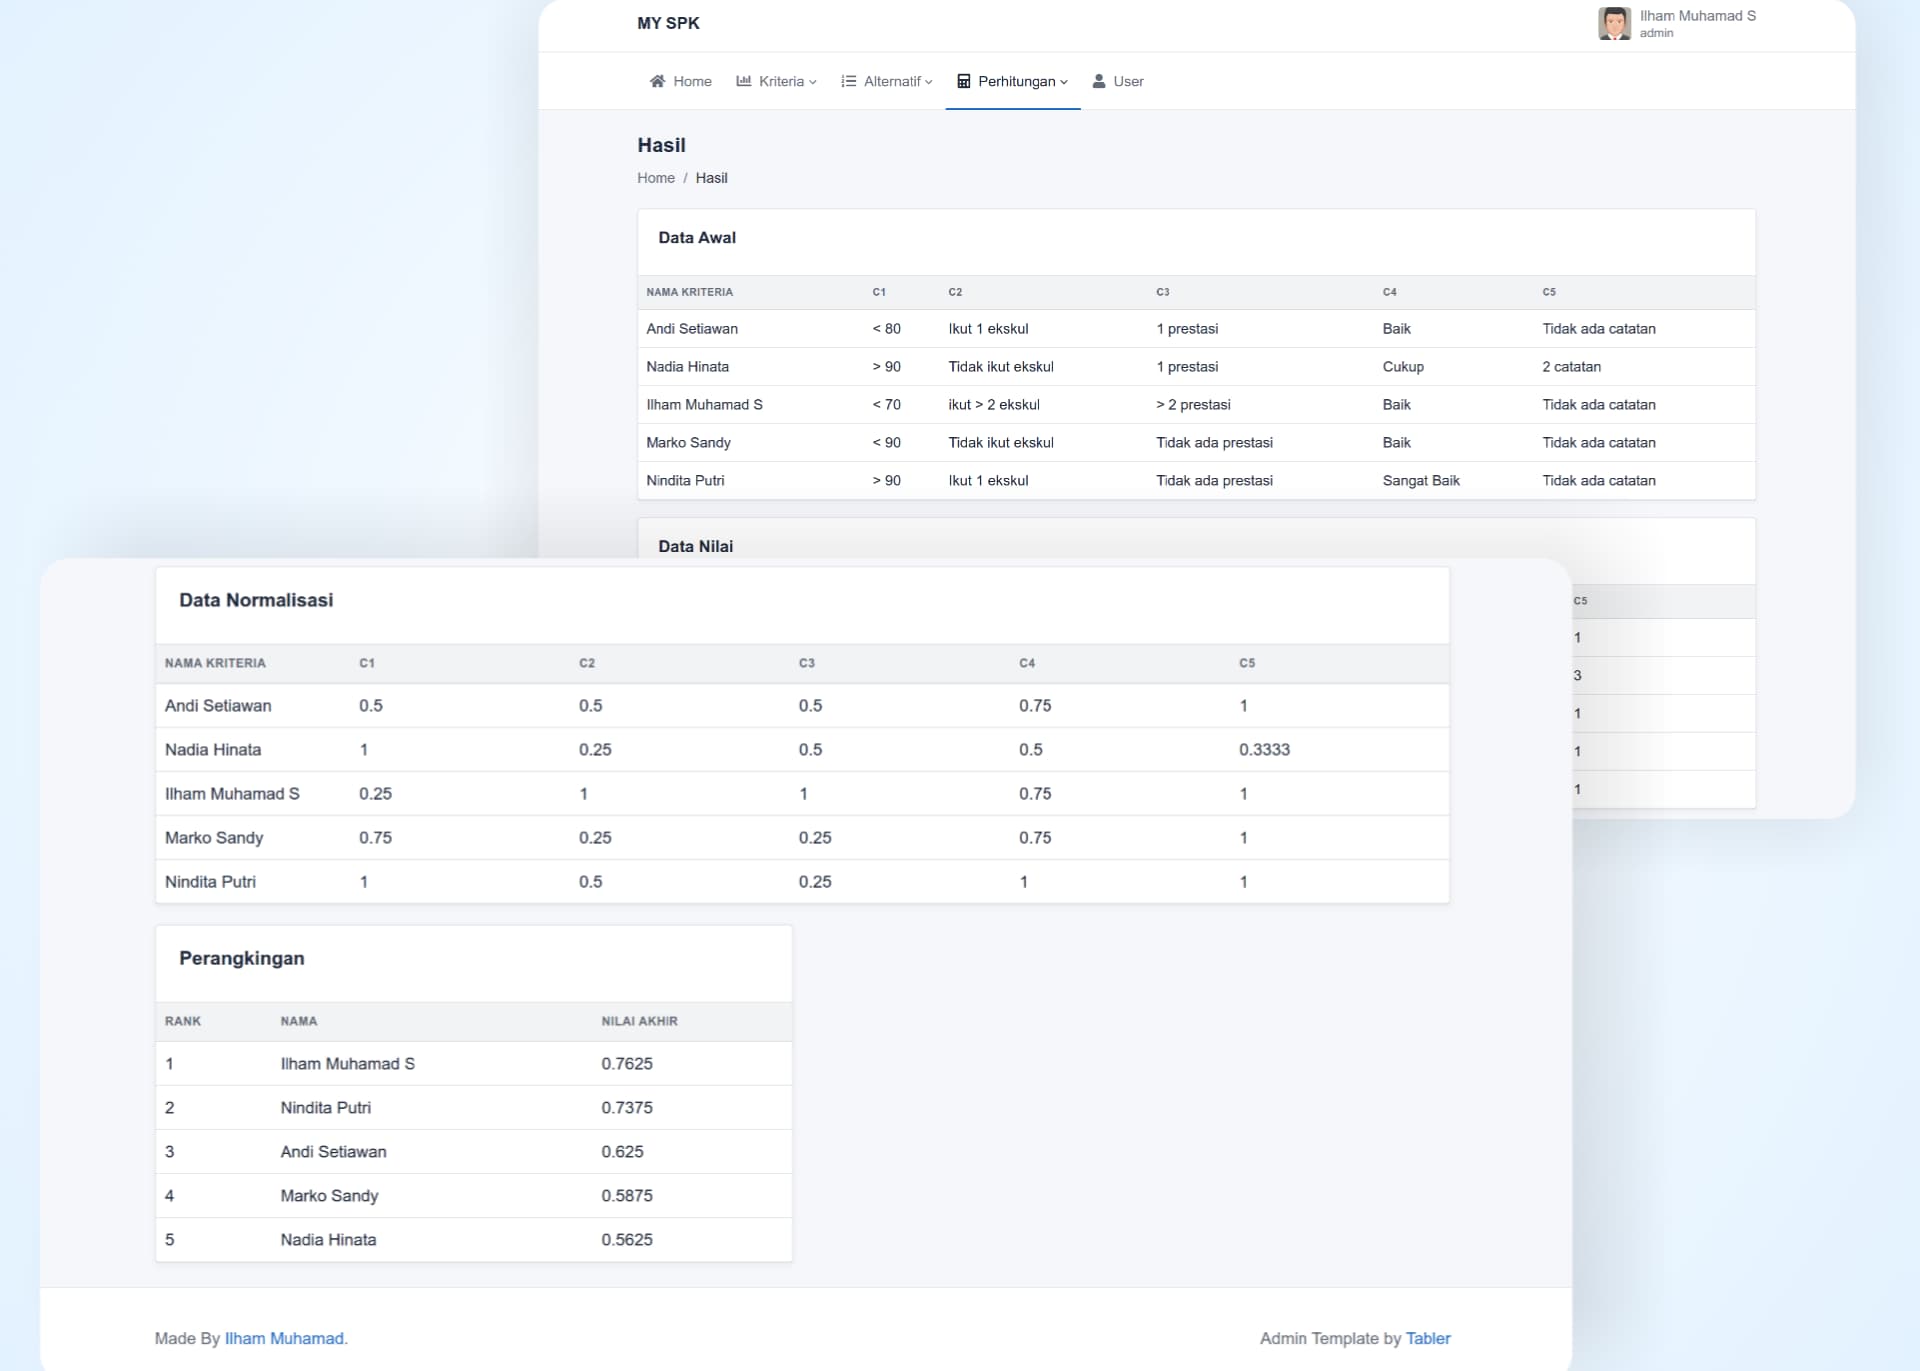 MY SPK
Ilham Muhamad S
admin
Home Kriteria Alternatif Perhitungan User
Hasil
Home / Hasil
Data Awal
NAMA KRITERIA C1 C2 C3 C4 C5
Andi Setiawan < 80 Ikut 1 ekskul 1 prestasi Baik Tidak ada catatan
Nadia Hinata > 90 Tidak ikut ekskul 1 prestasi Cukup 2 catatan
Ilham Muhamad S < 70 ikut > 2 ekskul > 2 prestasi Baik Tidak ada catatan
Marko Sandy < 90 Tidak ikut ekskul Tidak ada prestasi Baik Tidak ada catatan
Nindita Putri > 90 Ikut 1 ekskul Tidak ada prestasi Sangat Baik Tidak ada catatan
Data Nilai
C5
1
3
1
1
1
Data Normalisasi
NAMA KRITERIA C1 C2 C3 C4 C5
Andi Setiawan 0.5 0.5 0.5 0.75 1
Nadia Hinata 1 0.25 0.5 0.5 0.3333
Ilham Muhamad S 0.25 1 1 0.75 1
Marko Sandy 0.75 0.25 0.25 0.75 1
Nindita Putri 1 0.5 0.25 1 1
Perangkingan
RANK NAMA NILAI AKHIR
1 Ilham Muhamad S 0.7625
2 Nindita Putri 0.7375
3 Andi Setiawan 0.625
4 Marko Sandy 0.5875
5 Nadia Hinata 0.5625
Made By Ilham Muhamad.
Admin Template by Tabler